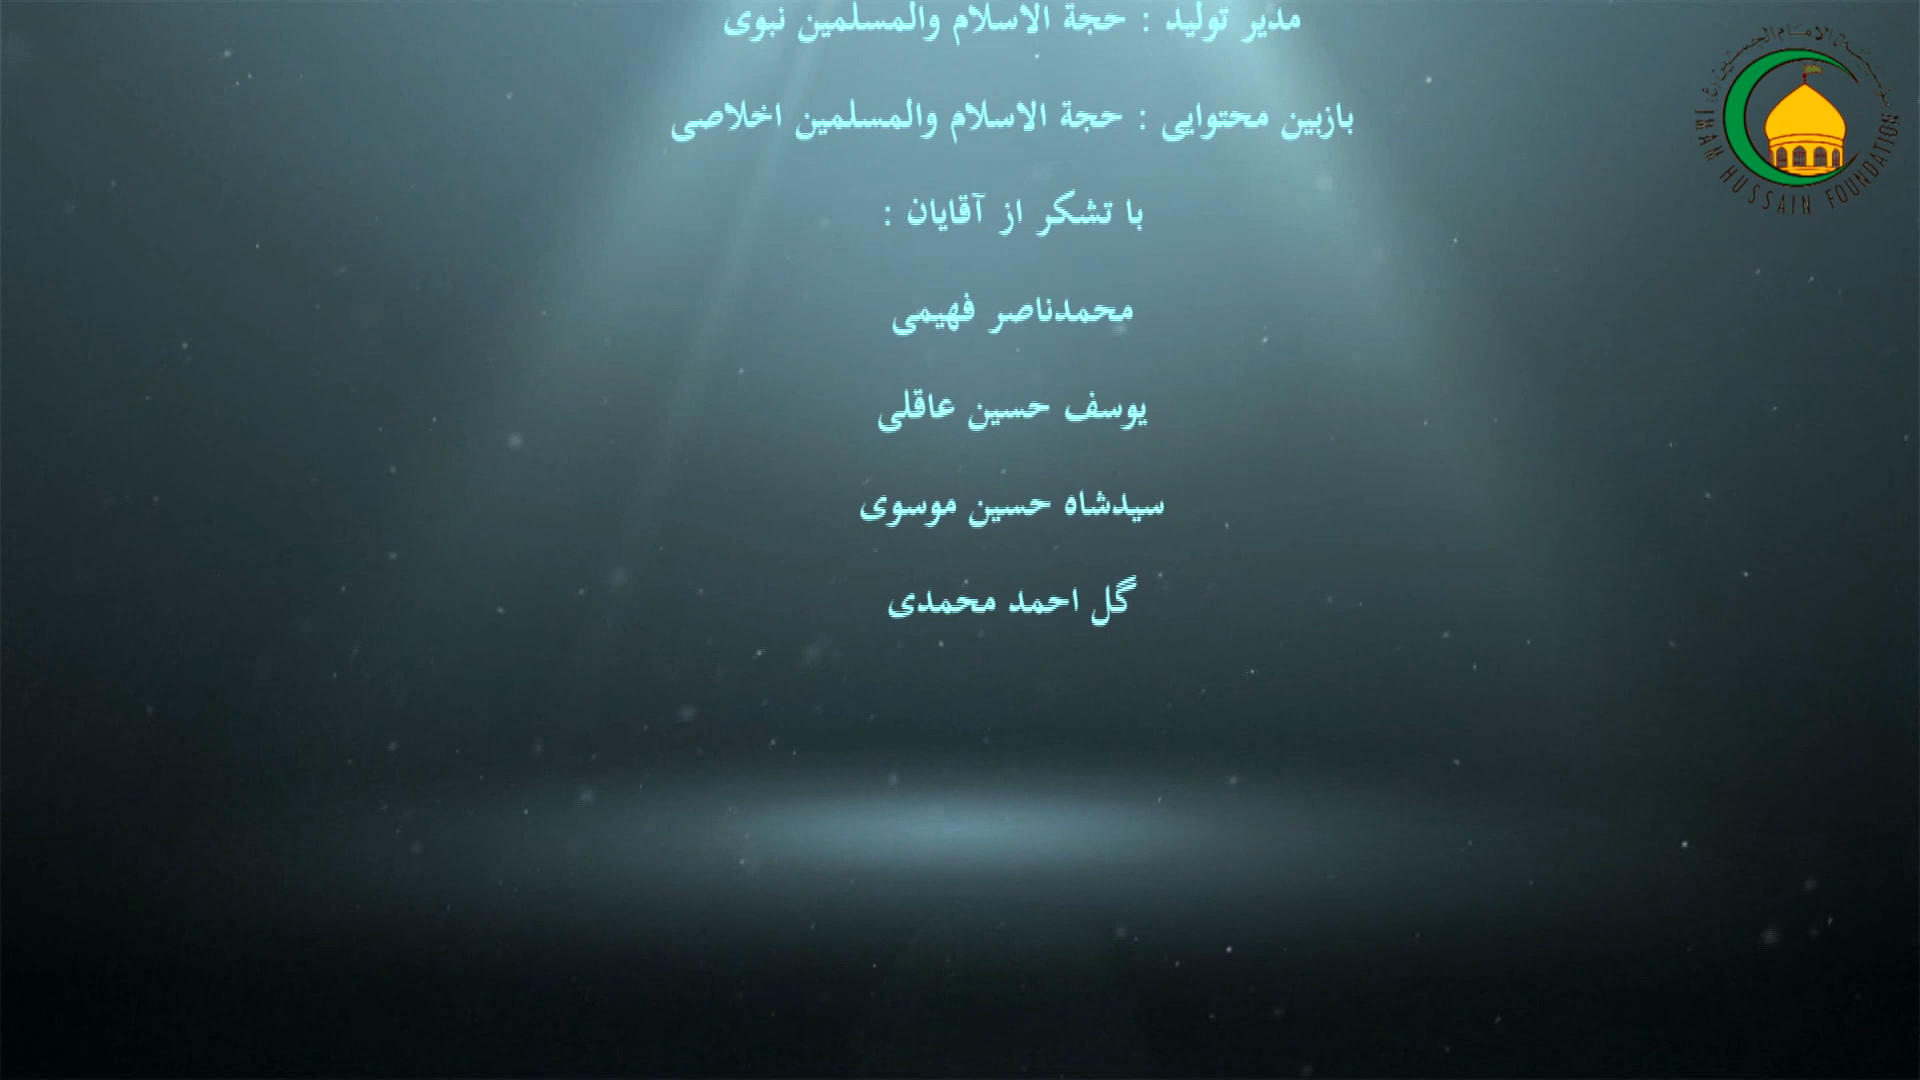 مدیر تولید : حجة الاسلام والمسلمین نبوی
بازبین محتوایی : حجة الاسلام والمسلمین اخلاصی
با تشکر از آقایان :
محمدناصر فهیمی
یوسف حسین عاقلی
سیدشاه حسین موسوی
گل احمد محمدی
IMAM HUSSAIN FOUNDATION